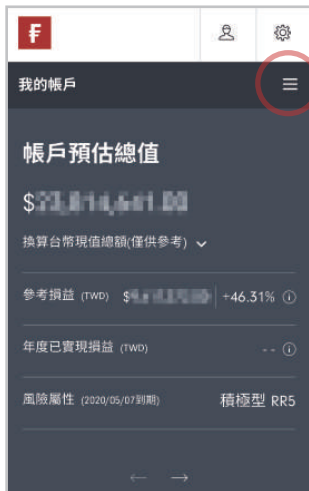 我的帳戶
帳戶預估總值
$
換算台幣現值總額(僅供參考)
參考損益 (TWD) $ +46.31%
年度已實現損益 (TWD) --
風險屬性 (2020/05/07到期) 積極型 RR5